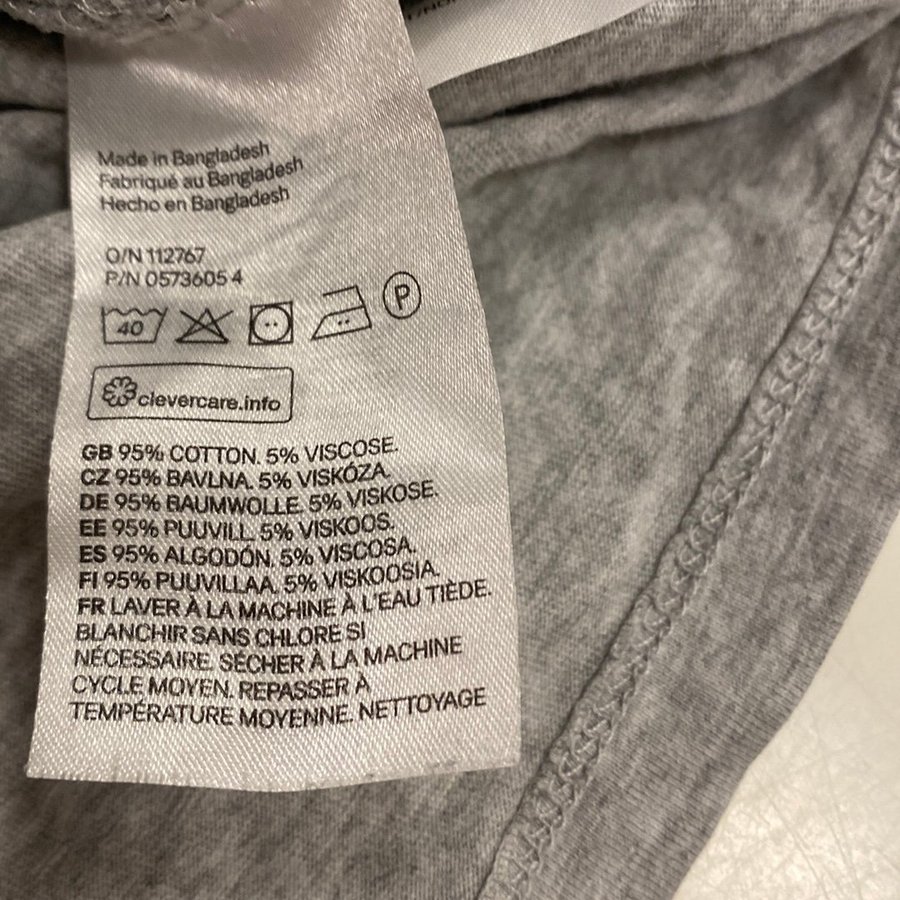 Made in Bangladesh
Fabriqué au Bangladesh
Hecho en Bangladesh
O/N 112767
P/N 0573605 4
40
P
clevercare.info
GB 95% COTTON. 5% VISCOSE.
CZ 95% BAVLNA. 5% VISKÓZA.
DE 95% BAUMWOLLE. 5% VISKOSE.
EE 95% PUUVILL. 5% VISKOOS.
ES 95% ALGODÓN. 5% VISCOSA.
FI 95% PUUVILLAA. 5% VISKOOSIA.
FR LAVER À LA MACHINE À L'EAU TIÈDE.
BLANCHIR SANS CHLORE SI
NÉCESSAIRE. SÉCHER À LA MACHINE
CYCLE MOYEN. REPASSER À
TEMPÉRATURE MOYENNE. NETTOYAGE